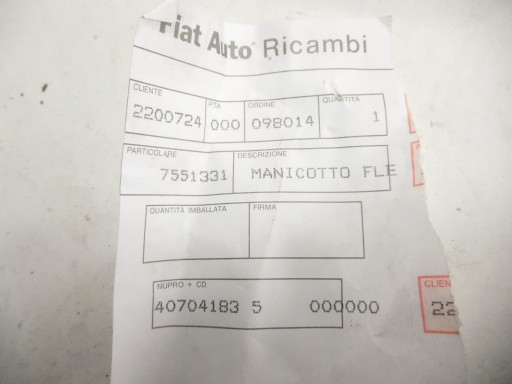 Fiat Auto Ricambi
CLIENTE PTA ORDINE QUANTITÀ
2200724 000 098014 1
PARTICOLARE DESCRIZIONE
7551331 MANICOTTO FLE
QUANTITÀ IMBALLATA FIRMA
NUPRO + CD CLIEN
40704183 5 000000 22